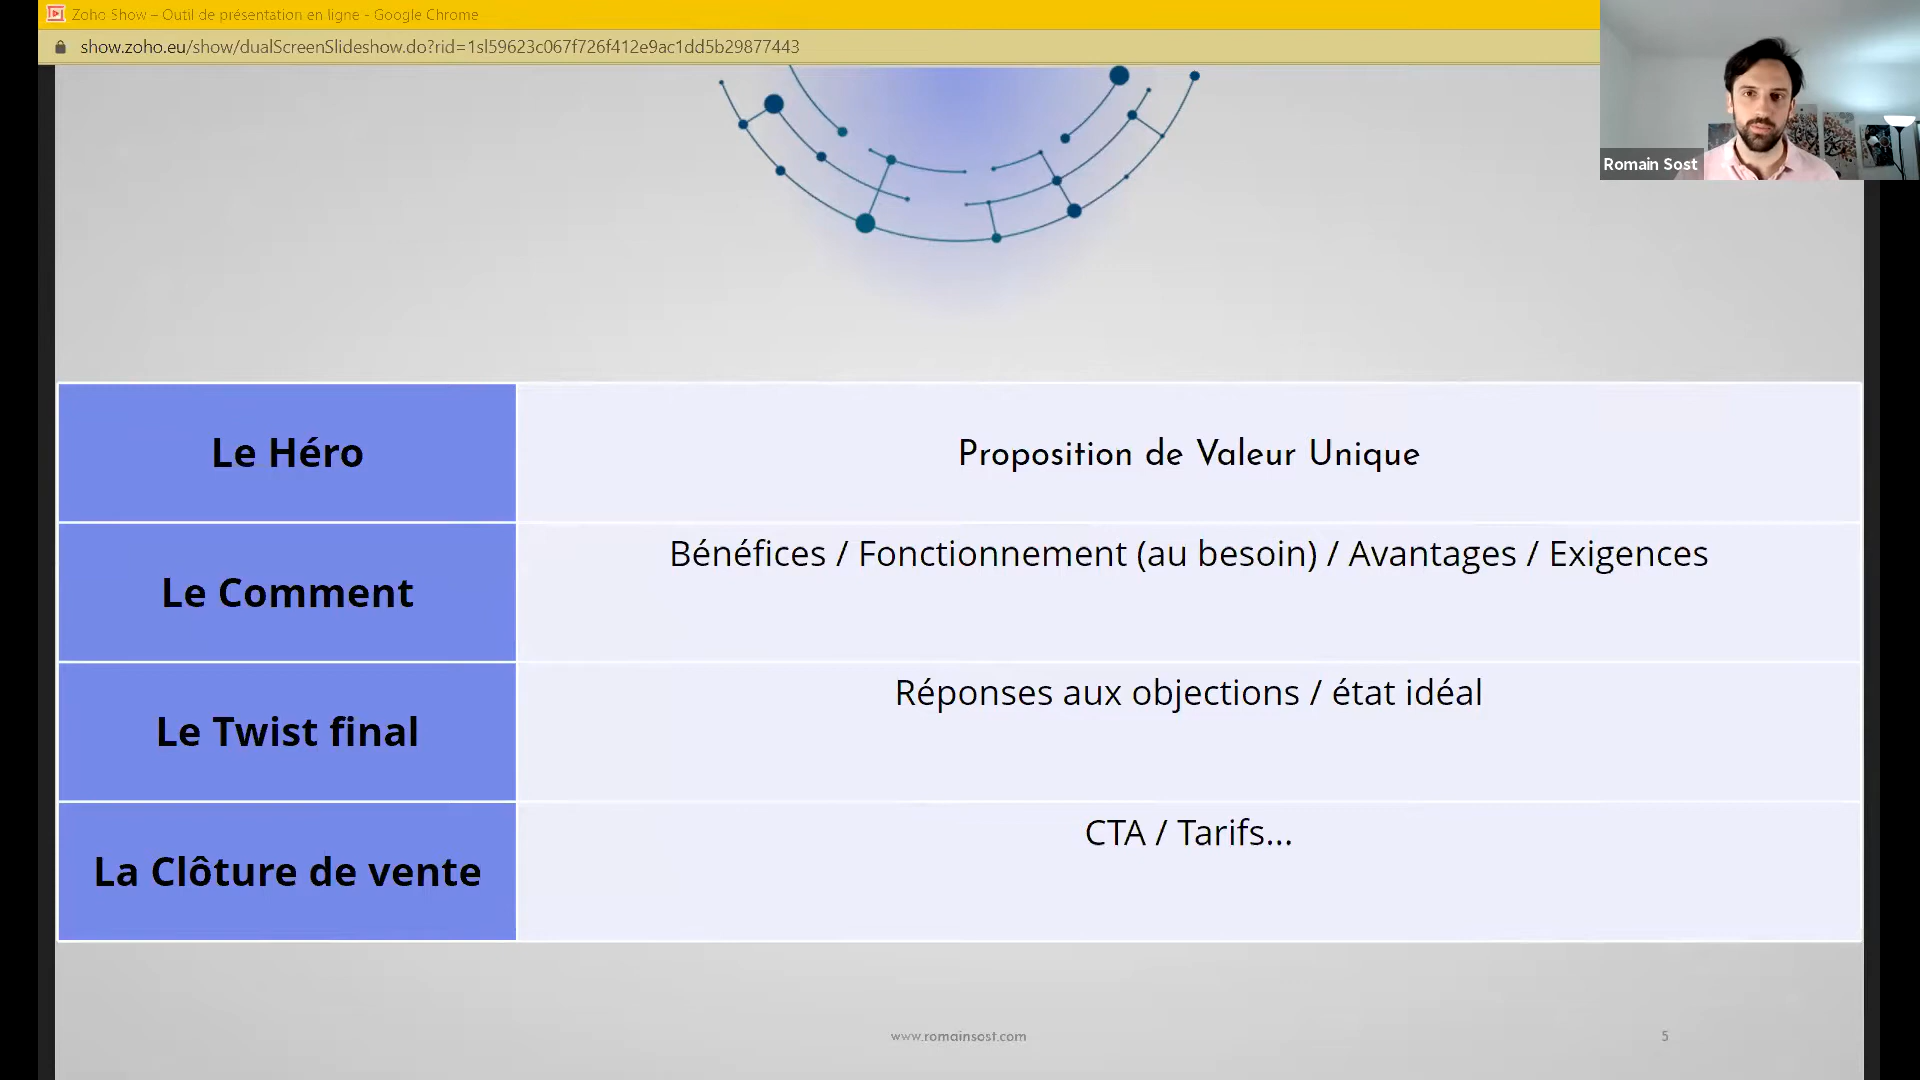 Zoho Show – Outil de présentation en ligne - Google Chrome
show.zoho.eu/show/dualScreenSlideshow.do?rid=1sl59623c067f726f412e9ac1dd5b29877443
Romain Sost
Le Héro
Proposition de Valeur Unique
Le Comment
Bénéfices / Fonctionnement (au besoin) / Avantages / Exigences
Le Twist final
Réponses aux objections / état idéal
La Clôture de vente
CTA / Tarifs...
www.romainsost.com
5